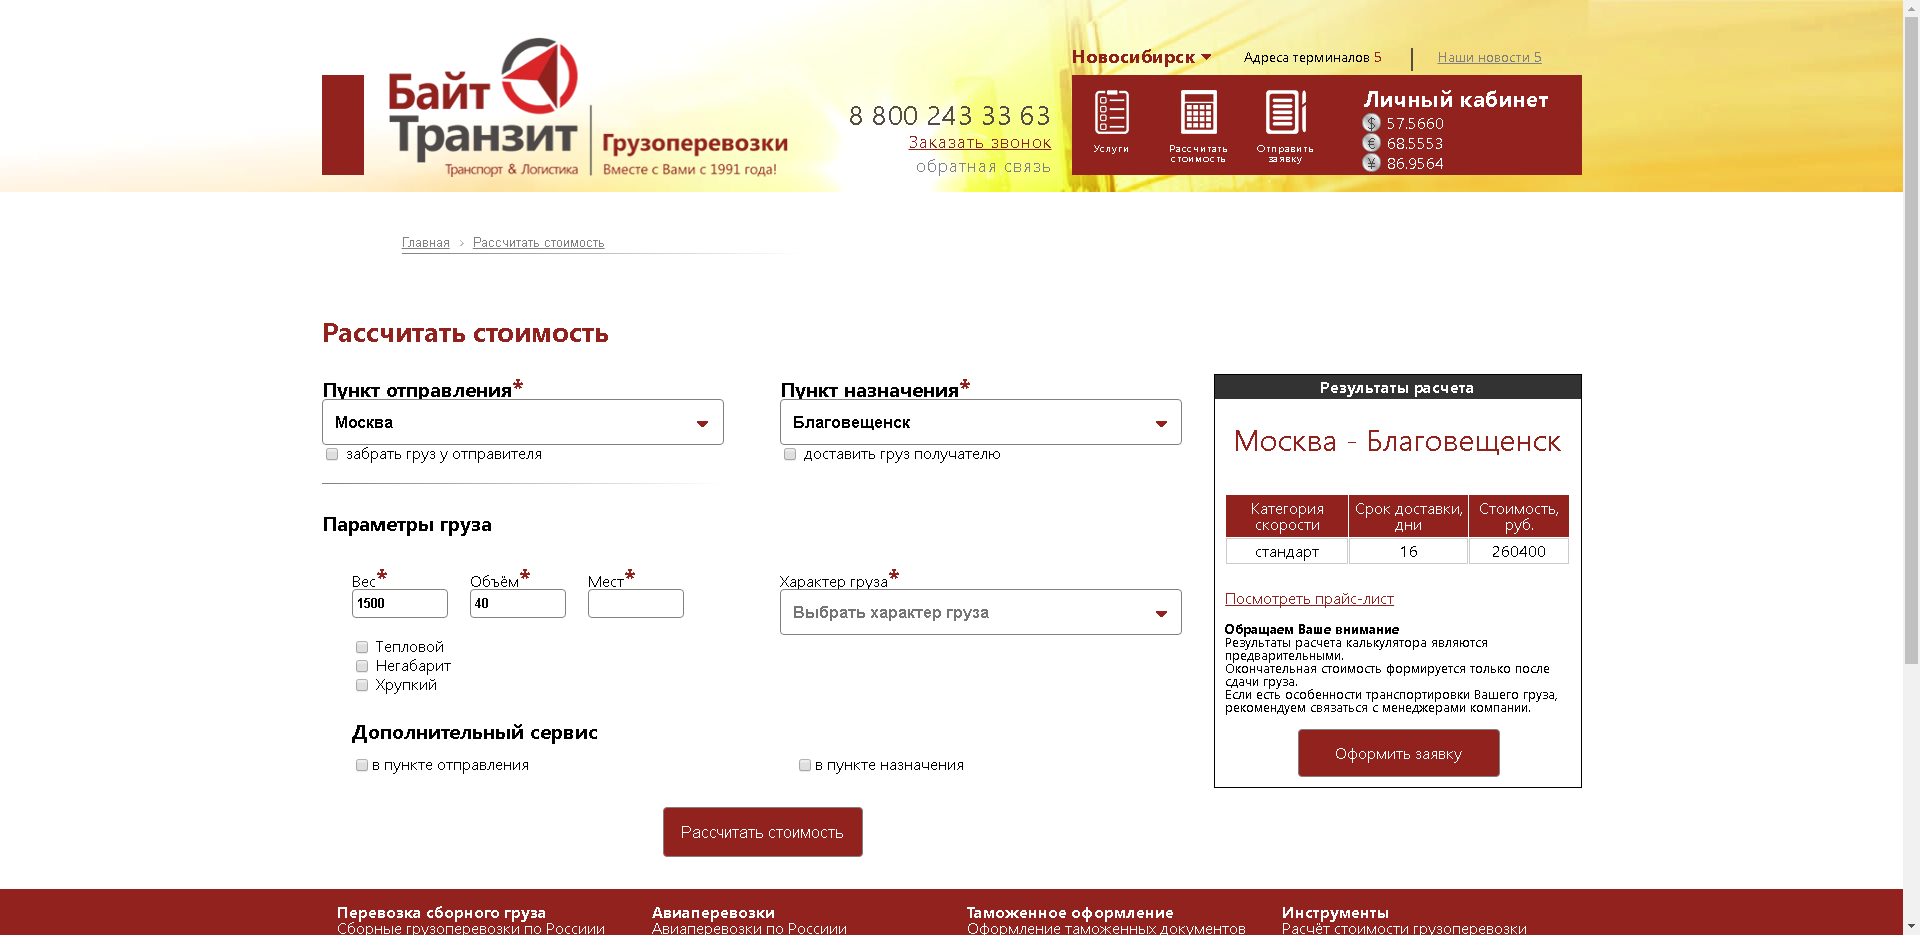 Байт
Транзит
Транспорт & Логистика
Грузоперевозки
Вместе с Вами с 1991 года!
8 800 243 33 63
Заказать звонок
обратная связь
Новосибирск
Адреса терминалов 5
Наши новости 5
Услуги
Рассчитать
стоимость
Отправить
заявку
Личный кабинет
$ 57.5660
€ 68.5553
¥ 86.9564
Главная › Рассчитать стоимость
Рассчитать стоимость
Пункт отправления*
Москва
забрать груз у отправителя
Пункт назначения*
Благовещенск
доставить груз получателю
Параметры груза
Вес*
1500
Объём*
40
Мест*
Характер груза*
Выбрать характер груза
Тепловой
Негабарит
Хрупкий
Дополнительный сервис
в пункте отправления
в пункте назначения
Рассчитать стоимость
Результаты расчета
Москва - Благовещенск
Категория
скорости
Срок доставки,
дни
Стоимость,
руб.
стандарт
16
260400
Посмотреть прайс-лист
Обращаем Ваше внимание
Результаты расчета калькулятора являются
предварительными.
Окончательная стоимость формируется только после
сдачи груза.
Если есть особенности транспортировки Вашего груза,
рекомендуем связаться с менеджерами компании.
Оформить заявку
Перевозка сборного груза
Сборные грузоперевозки по Росcиии
Авиаперевозки
Авиаперевозки по Росcиии
Таможенное оформление
Оформление таможенных документов
Инструменты
Расчёт стоимости грузоперевозки